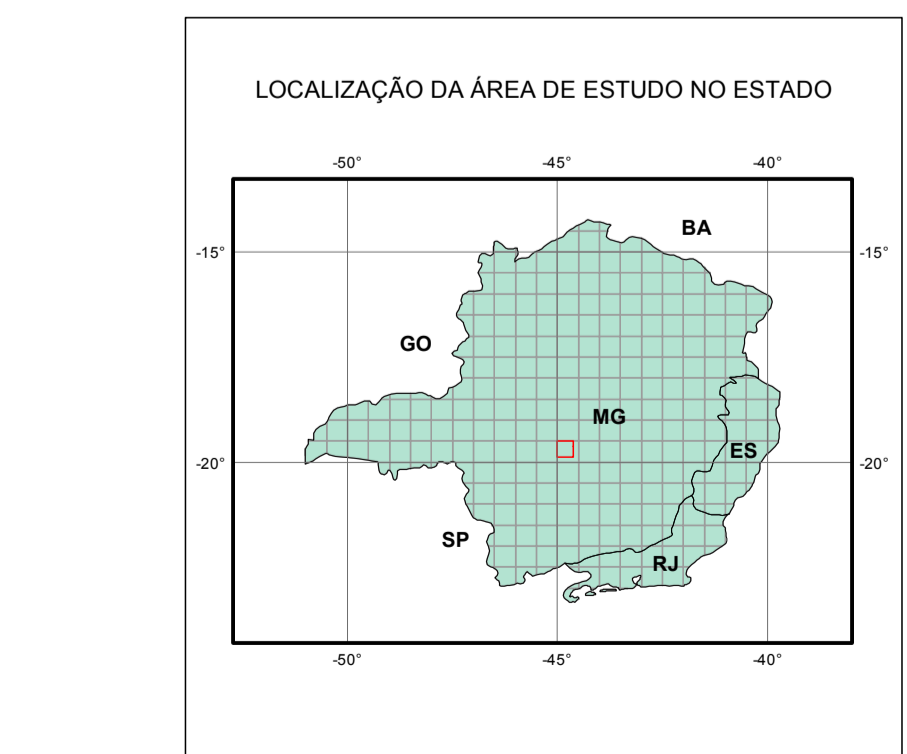 LOCALIZAÇÃO DA ÁREA DE ESTUDO NO ESTADO
-50° -45° -40°
BA
-15° -15°
GO
MG
ES
-20° -20°
SP
RJ
-50° -45° -40°